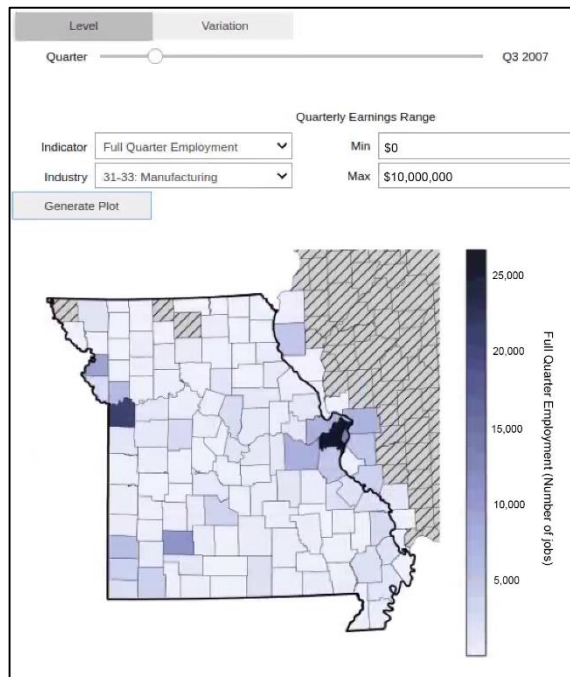 Level Variation
Quarter Q3 2007
Quarterly Earnings Range
Indicator Full Quarter Employment Min $0
Industry 31-33: Manufacturing Max $10,000,000
Generate Plot
25,000
20,000
15,000
10,000
5,000
Full Quarter Employment (Number of jobs)